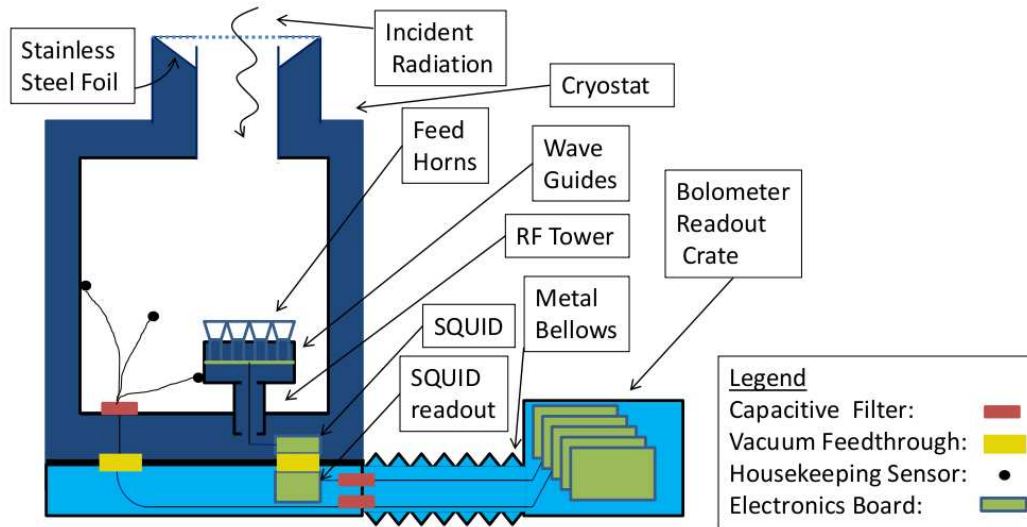 Stainless
Steel Foil
Incident
Radiation
Cryostat
Feed
Horns
Wave
Guides
Bolometer
Readout
Crate
RF Tower
Metal
Bellows
SQUID
SQUID
readout
Legend
Capacitive Filter:
Vacuum Feedthrough:
Housekeeping Sensor:
Electronics Board: